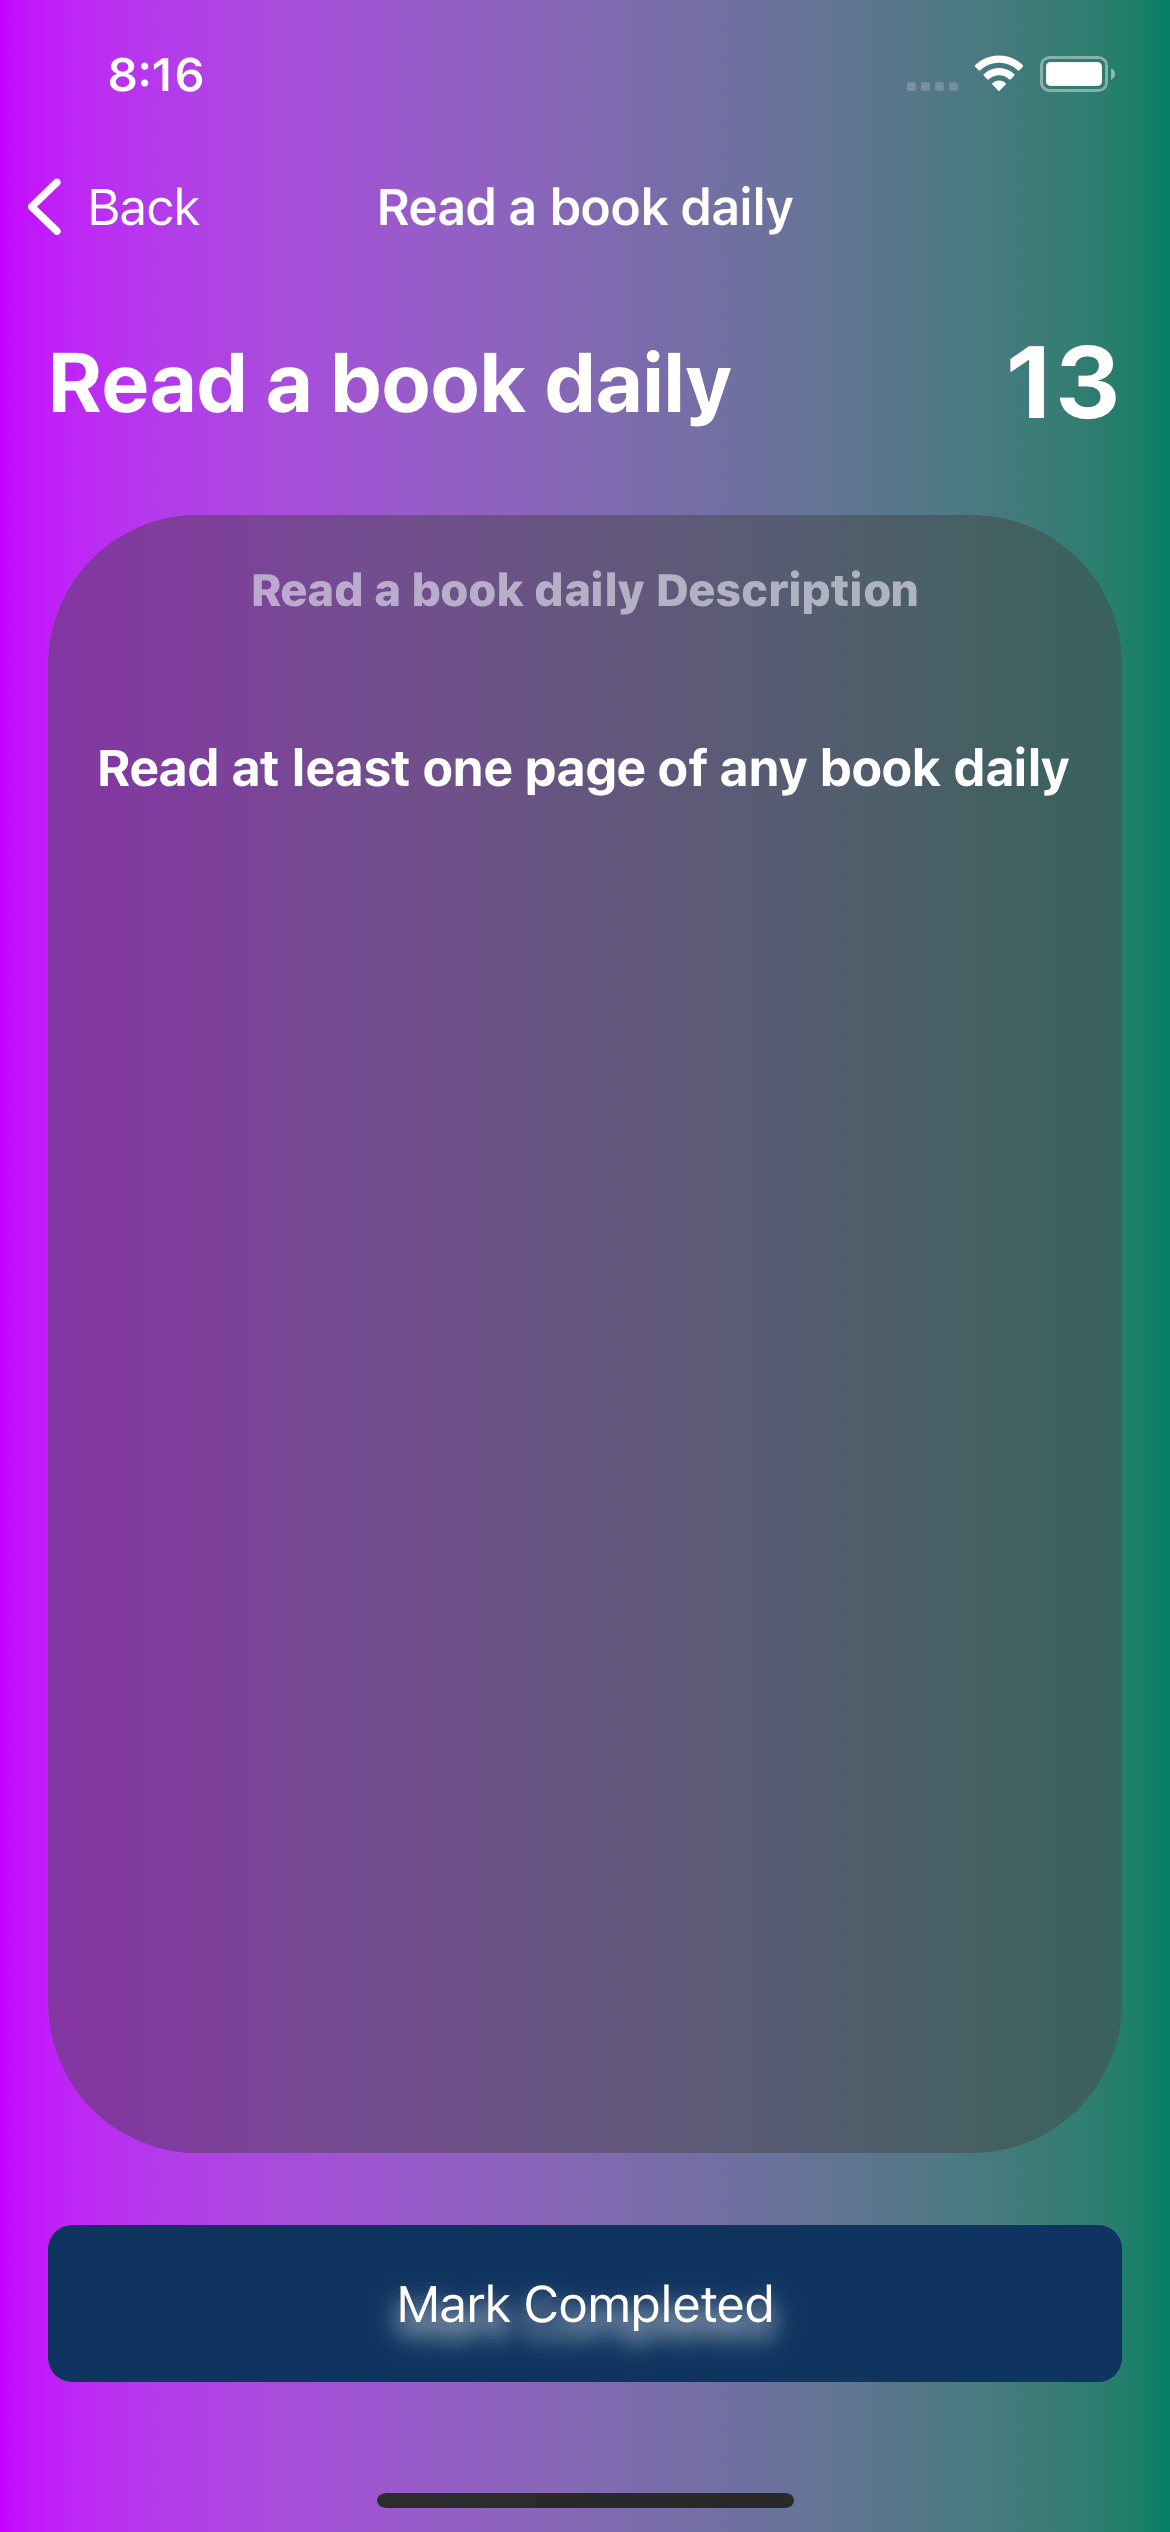 8:16
Back
Read a book daily
Read a book daily
13
Read a book daily Description
Read at least one page of any book daily
Mark Completed